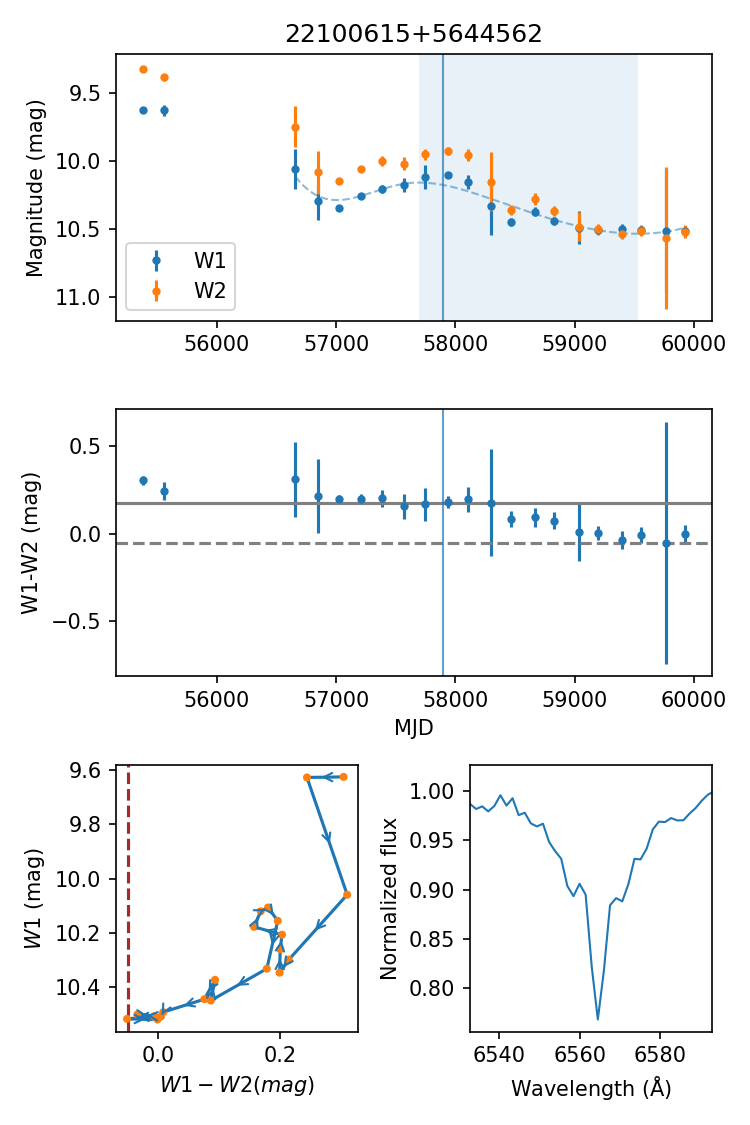 22100615+5644562
Magnitude (mag)
9.5
10.0
10.5
11.0
W1
W2
56000 57000 58000 59000 60000
W1-W2 (mag)
0.5
0.0
−0.5
56000 57000 58000 59000 60000
MJD
W1 (mag)
9.6
9.8
10.0
10.2
10.4
0.0 0.2
W1 − W2(mag)
Normalized flux
1.00
0.95
0.90
0.85
0.80
6540 6560 6580
Wavelength (Å)